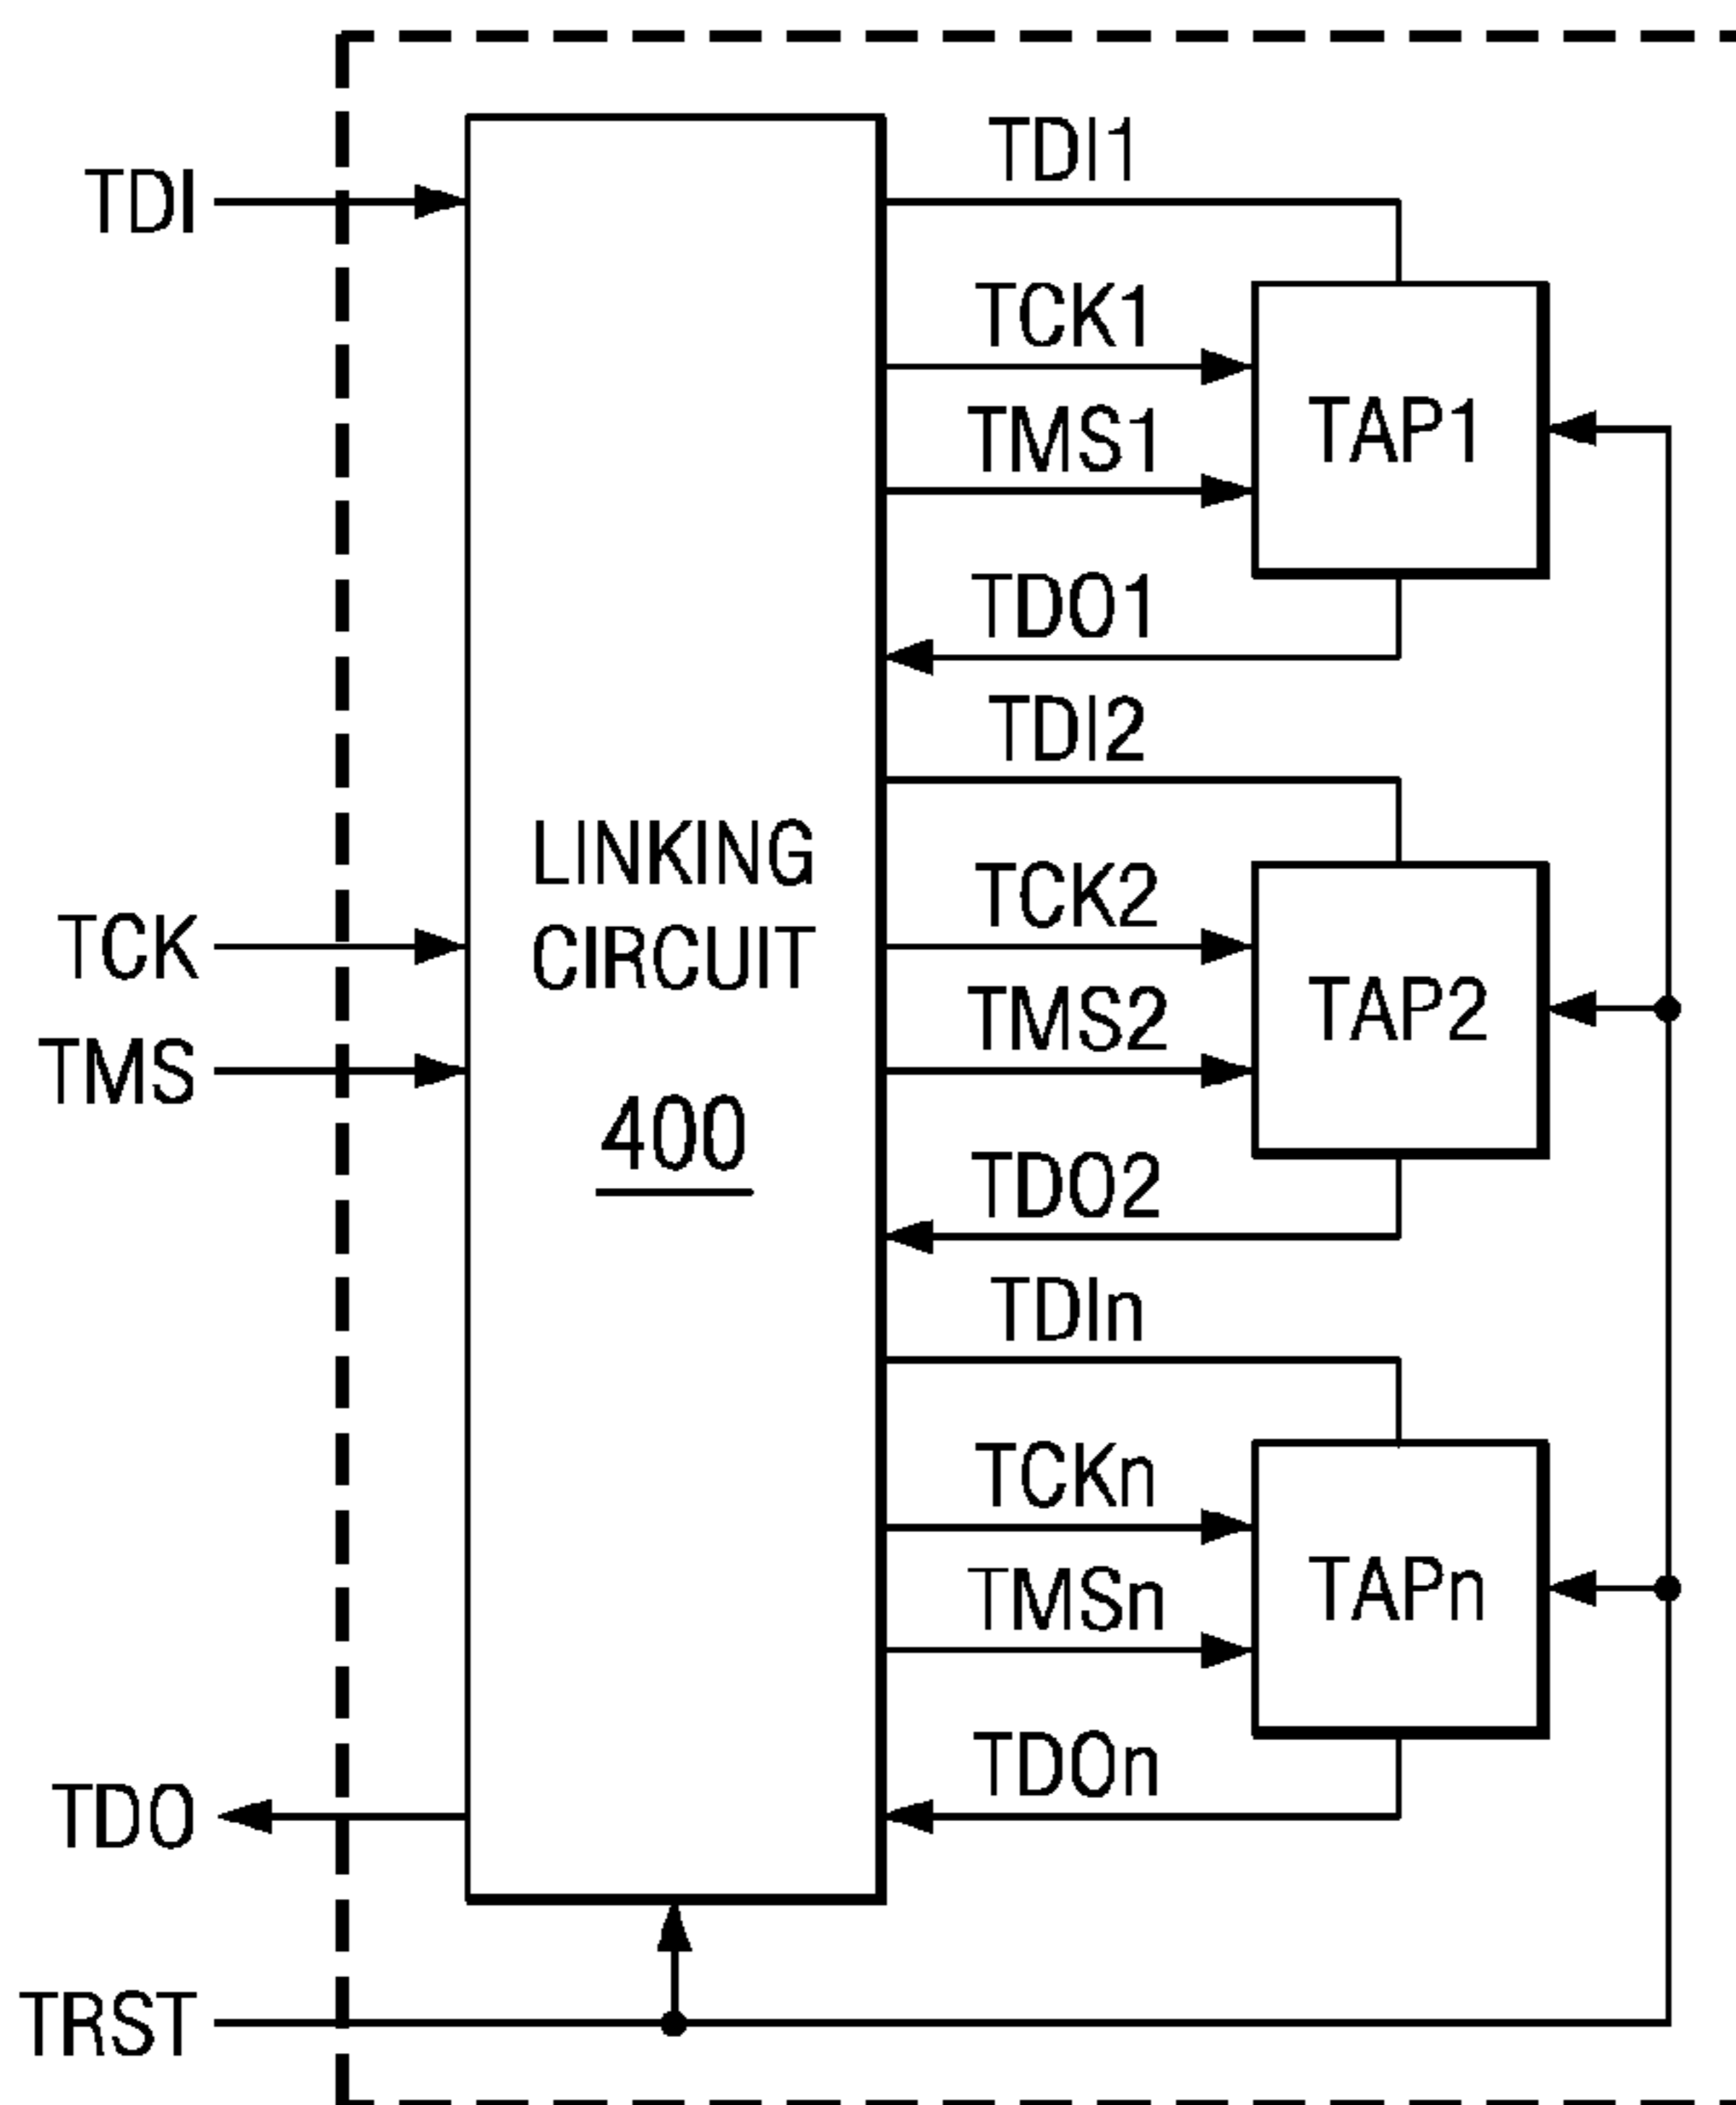 TDI
TCK
TMS
TDO
TRST
LINKING
CIRCUIT
400
TDI1
TCK1
TMS1
TDO1
TAP1
TDI2
TCK2
TMS2
TDO2
TAP2
TDIn
TCKn
TMSn
TDOn
TAPn